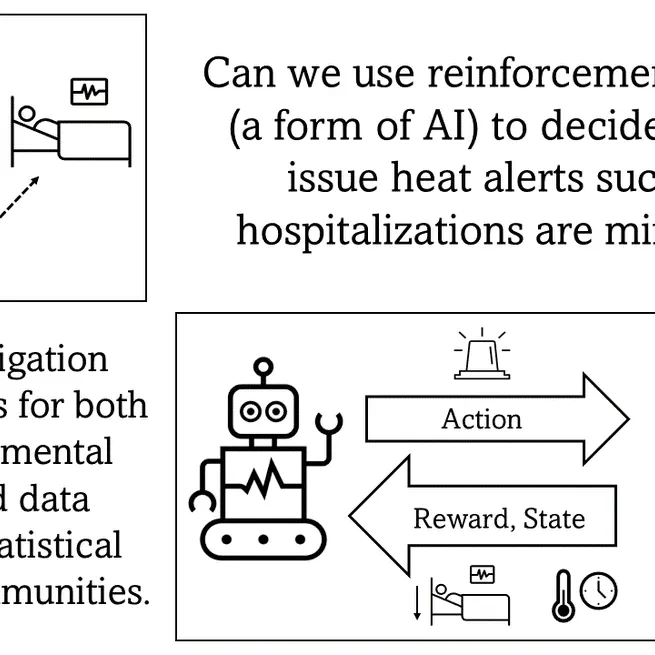 Can we use reinforcemen
(a form of AI) to decide
issue heat alerts suc
hospitalizations are mi
igation
s for both
mental
d data
atistical
munities.
Action
Reward, State